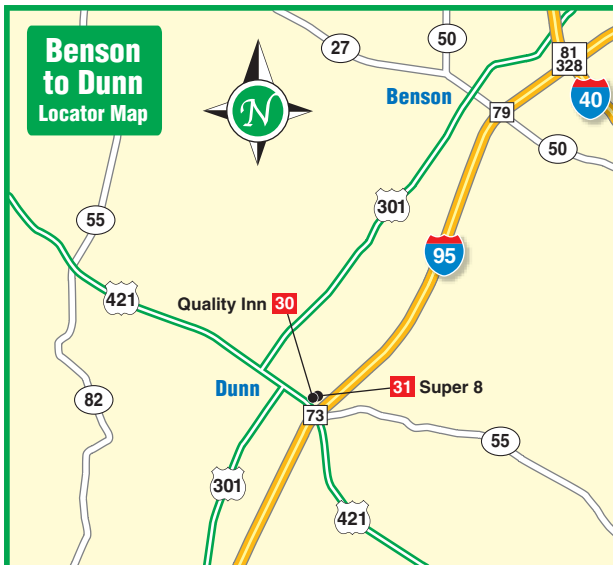 Benson
to Dunn
Locator Map
N
27
50
81
328
40
Benson
79
50
55
301
95
421
Quality Inn 30
Dunn
31 Super 8
82
73
55
301
421